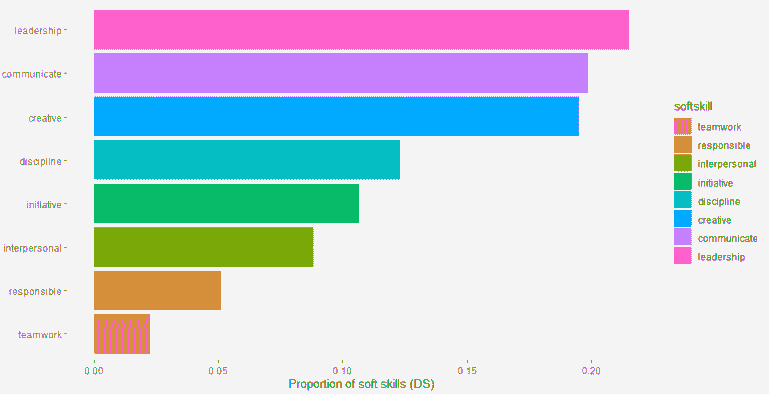 leadership
communicate
creative
discipline
initiative
interpersonal
responsible
teamwork
0.00 0.05 0.10 0.15 0.20
Proportion of soft skills (DS)
softskill
teamwork
responsible
interpersonal
initiative
discipline
creative
communicate
leadership